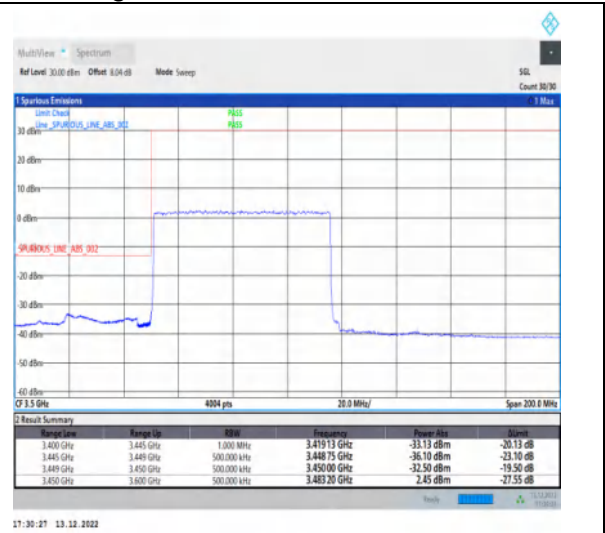 MultiView Spectrum
Ref Level 30.00 dBm Offset 8.04 dB Mode Sweep SGL
Count 30/30
1 Spurious Emissions 1 Max
Limit Check PASS
Line _SPURIOUS_LINE_ABS_002 PASS
30 dBm
20 dBm
10 dBm
0 dBm
_SPURIOUS_LINE_ABS_002
-20 dBm
-30 dBm
-40 dBm
-50 dBm
-60 dBm
CF 3.5 GHz 4004 pts 20.0 MHz/ Span 200.0 MHz
2 Result Summary
Range Low Range Up RBW Frequency Power Abs ΔLimit
3.400 GHz 3.445 GHz 1.000 MHz 3.41913 GHz -33.13 dBm -20.13 dB
3.445 GHz 3.449 GHz 500.000 kHz 3.44875 GHz -36.10 dBm -23.10 dB
3.449 GHz 3.450 GHz 500.000 kHz 3.45000 GHz -32.50 dBm -19.50 dB
3.450 GHz 3.600 GHz 500.000 kHz 3.48320 GHz 2.45 dBm -27.55 dB
Ready 13.12.2022
17:30:27 13.12.2022